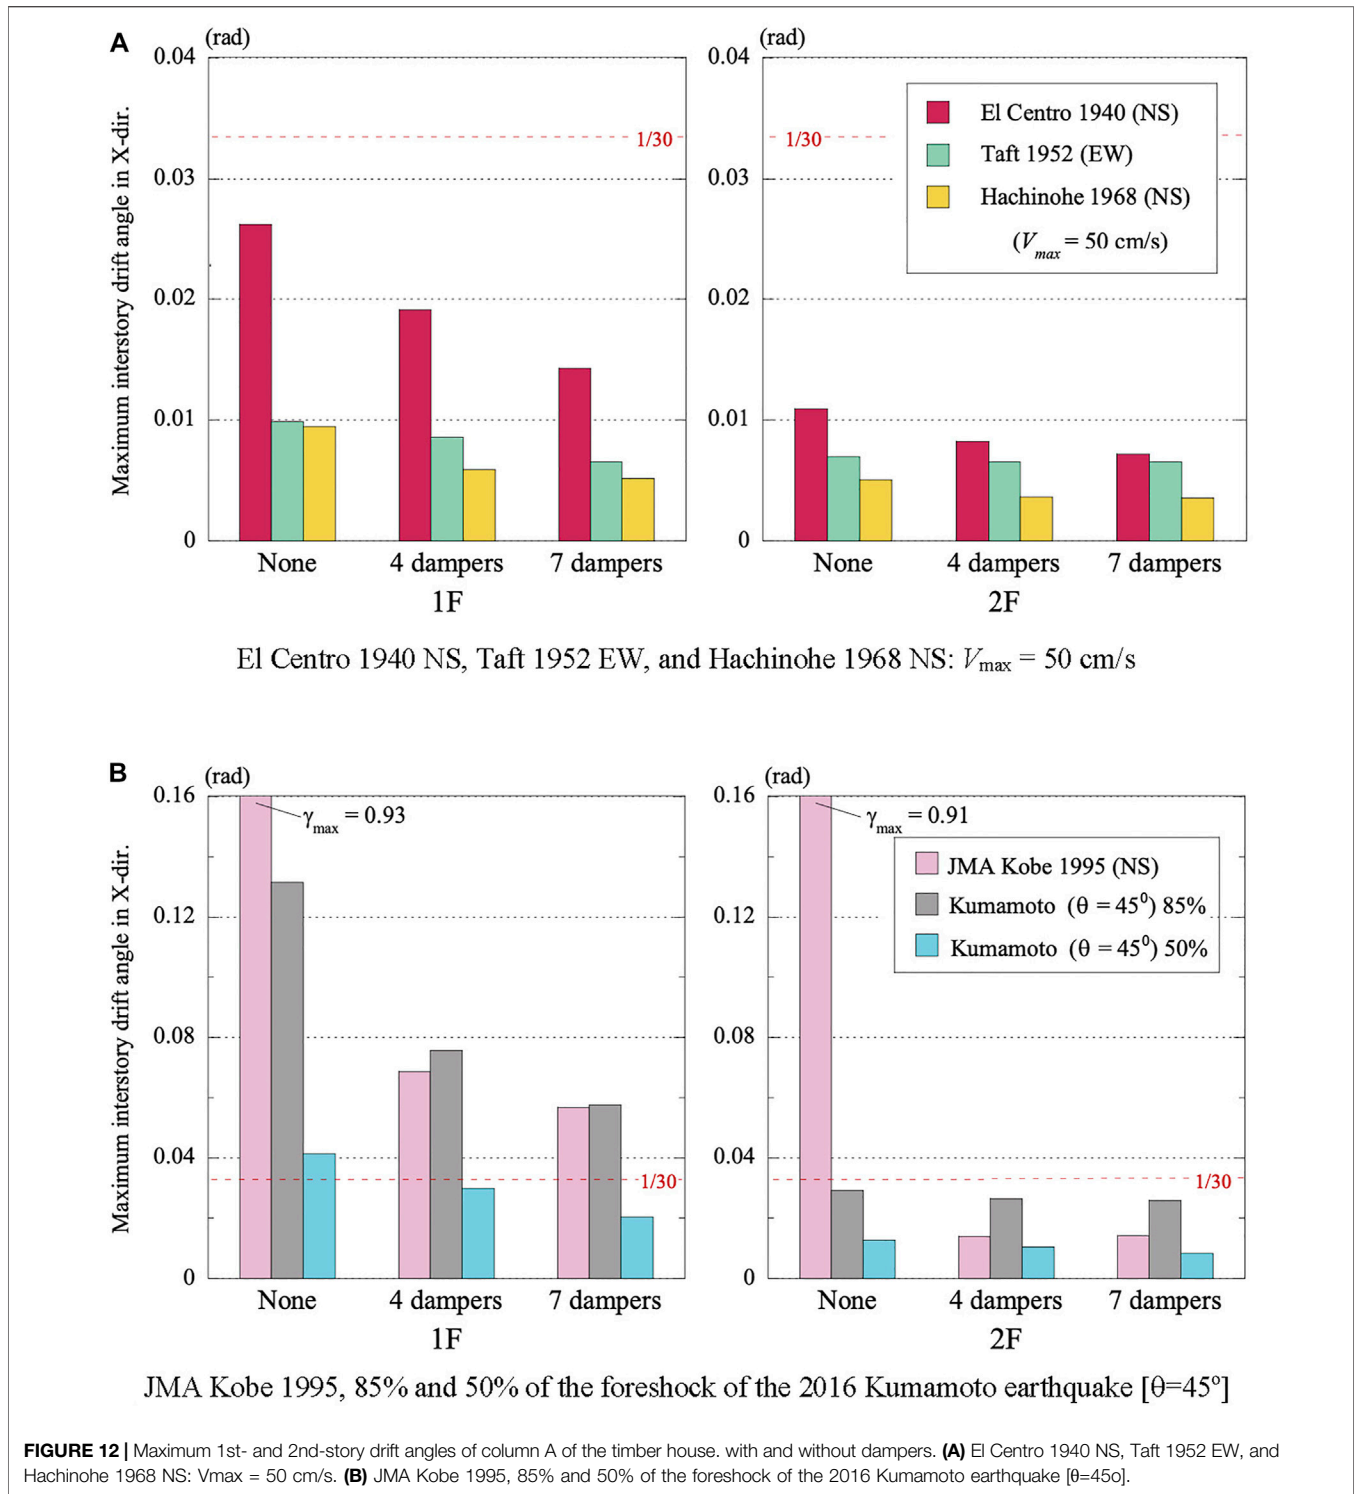 A
(rad)
(rad)
Maximum interstory drift angle in X-dir.
0.04
0.03
0.02
0.01
0
1/30
None
4 dampers
7 dampers
1F
0.04
0.03
0.02
0.01
0
1/30
El Centro 1940 (NS)
Taft 1952 (EW)
Hachinohe 1968 (NS)
(Vmax = 50 cm/s)
None
4 dampers
7 dampers
2F
El Centro 1940 NS, Taft 1952 EW, and Hachinohe 1968 NS: Vmax = 50 cm/s
B
(rad)
(rad)
Maximum interstory drift angle in X-dir.
0.16
0.12
0.08
0.04
0
γmax = 0.93
1/30
None
4 dampers
7 dampers
1F
0.16
0.12
0.08
0.04
0
γmax = 0.91
JMA Kobe 1995 (NS)
Kumamoto (θ = 45⁰) 85%
Kumamoto (θ = 45⁰) 50%
1/30
None
4 dampers
7 dampers
2F
JMA Kobe 1995, 85% and 50% of the foreshock of the 2016 Kumamoto earthquake [θ=45°]
FIGURE 12 | Maximum 1st- and 2nd-story drift angles of column A of the timber house. with and without dampers. (A) El Centro 1940 NS, Taft 1952 EW, and
Hachinohe 1968 NS: Vmax = 50 cm/s. (B) JMA Kobe 1995, 85% and 50% of the foreshock of the 2016 Kumamoto earthquake [θ=45o].